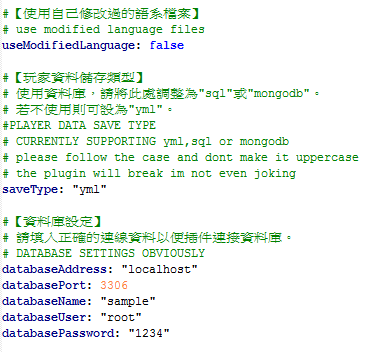 #【使用自己修改過的語系檔案】
# use modified language files
useModifiedLanguage: false
#【玩家資料儲存類型】
# 使用資料庫，請將此處調整為"sql"或"mongodb"。
# 若不使用則可設為"yml"。
#PLAYER DATA SAVE TYPE
# CURRENTLY SUPPORTING yml,sql or mongodb
# please follow the case and dont make it uppercase
# the plugin will break im not even joking
saveType: "yml"
#【資料庫設定】
# 請填入正確的連線資料以便插件連接資料庫。
# DATABASE SETTINGS OBVIOUSLY
databaseAddress: "localhost"
databasePort: 3306
databaseName: "sample"
databaseUser: "root"
databasePassword: "1234"